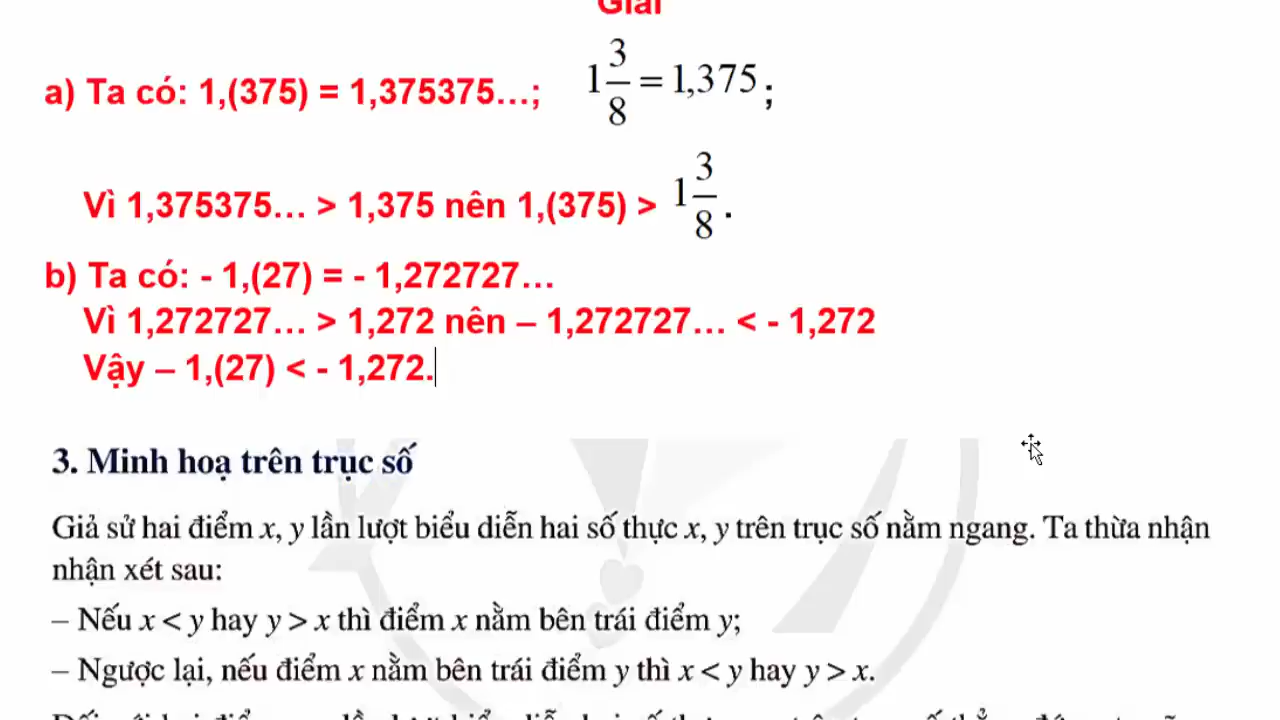 Giải
a) Ta có: 1,(375) = 1,375375...; 1 3/8 = 1,375 ;
Vì 1,375375... > 1,375 nên 1,(375) > 1 3/8 .
b) Ta có: - 1,(27) = - 1,272727...
Vì 1,272727... > 1,272 nên – 1,272727... < - 1,272
Vậy – 1,(27) < - 1,272.
3. Minh hoạ trên trục số
Giả sử hai điểm x, y lần lượt biểu diễn hai số thực x, y trên trục số nằm ngang. Ta thừa nhận
nhận xét sau:
– Nếu x < y hay y > x thì điểm x nằm bên trái điểm y;
– Ngược lại, nếu điểm x nằm bên trái điểm y thì x < y hay y > x.